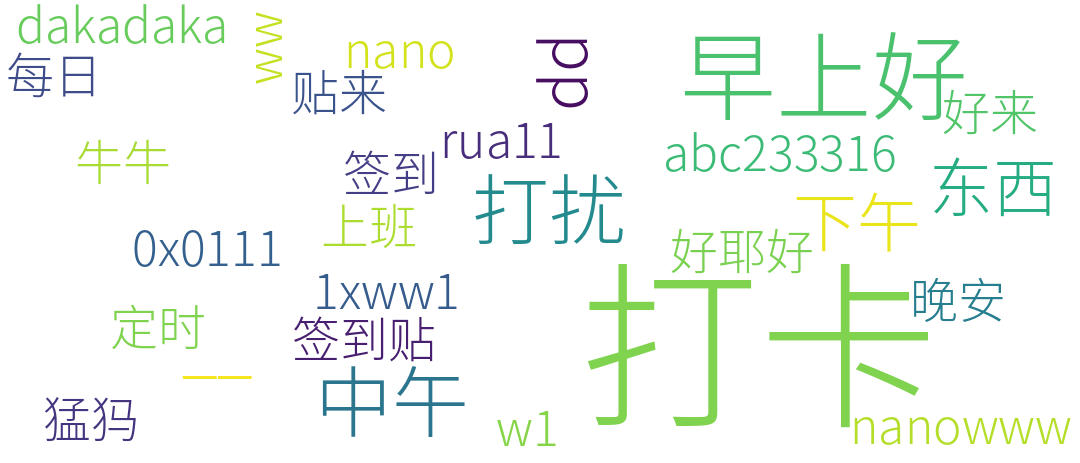 dakadaka
ww
nano
dd
早上好
每日
贴来
好来
牛牛
签到
rua11
abc233316
打扰
东西
上班
下午
0x0111
好耶好
1xww1
打卡
晚安
定时
签到贴
一一
中午
猛犸
w1
nanowww